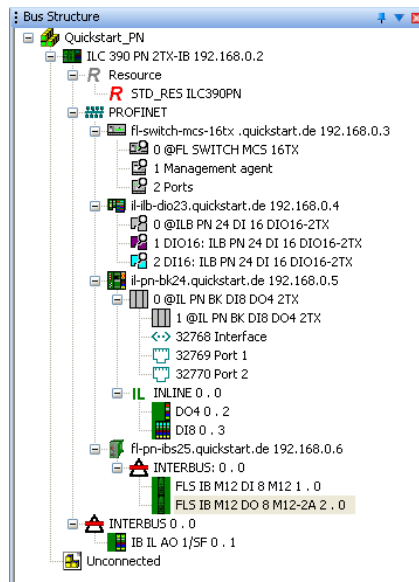 Bus Structure
Quickstart_PN
ILC 390 PN 2TX-IB 192.168.0.2
R Resource
R STD_RES ILC390PN
PROFINET
fl-switch-mcs-16tx .quickstart.de 192.168.0.3
0 @FL SWITCH MCS 16TX
1 Management agent
2 Ports
il-ilb-dio23.quickstart.de 192.168.0.4
0 @ILB PN 24 DI 16 DIO16-2TX
1 DIO16: ILB PN 24 DI 16 DIO16-2TX
2 DI16: ILB PN 24 DI 16 DIO16-2TX
il-pn-bk24.quickstart.de 192.168.0.5
0 @IL PN BK DI8 DO4 2TX
1 @IL PN BK DI8 DO4 2TX
32768 Interface
32769 Port 1
32770 Port 2
IL INLINE 0 . 0
DO4 0 . 2
DI8 0 . 3
fl-pn-ibs25.quickstart.de 192.168.0.6
INTERBUS: 0 . 0
FLS IB M12 DI 8 M12 1 . 0
FLS IB M12 DO 8 M12-2A 2 . 0
INTERBUS 0 . 0
IB IL AO 1/SF 0 . 1
Unconnected